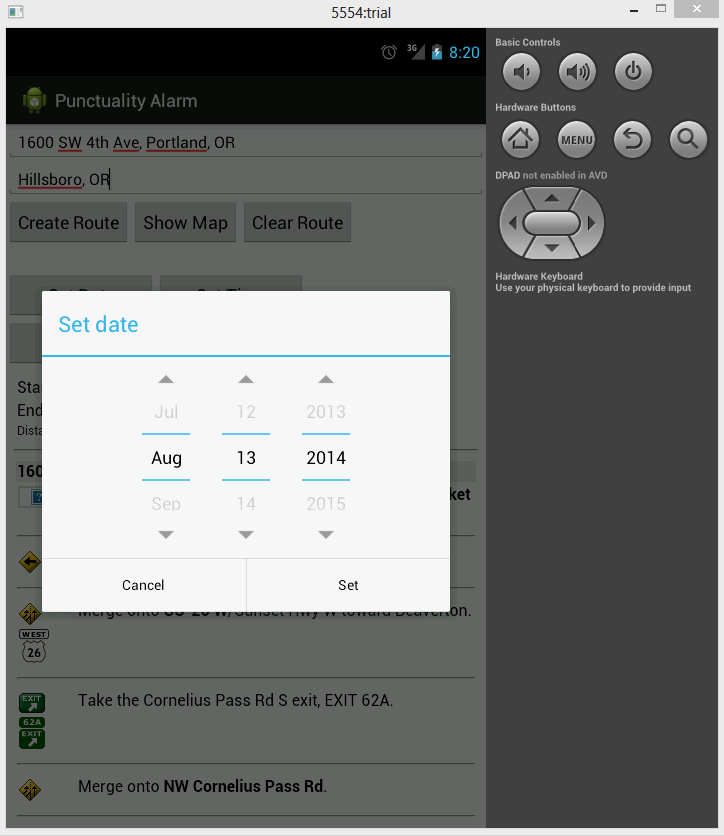 5554:trial
3G 8:20
Punctuality Alarm
1600 SW 4th Ave, Portland, OR
Hillsboro, OR
Create Route Show Map Clear Route
Set date
Jul 12 2013
Aug 13 2014
Sep 14 2015
Cancel Set
Sta
End
Dista
160
ket
Merge onto US-26 W/Sunset Hwy W toward Beaverton.
WEST
26
EXIT
62A
EXIT
Take the Cornelius Pass Rd S exit, EXIT 62A.
Merge onto NW Cornelius Pass Rd.
Basic Controls
Hardware Buttons
MENU
DPAD not enabled in AVD
Hardware Keyboard
Use your physical keyboard to provide input